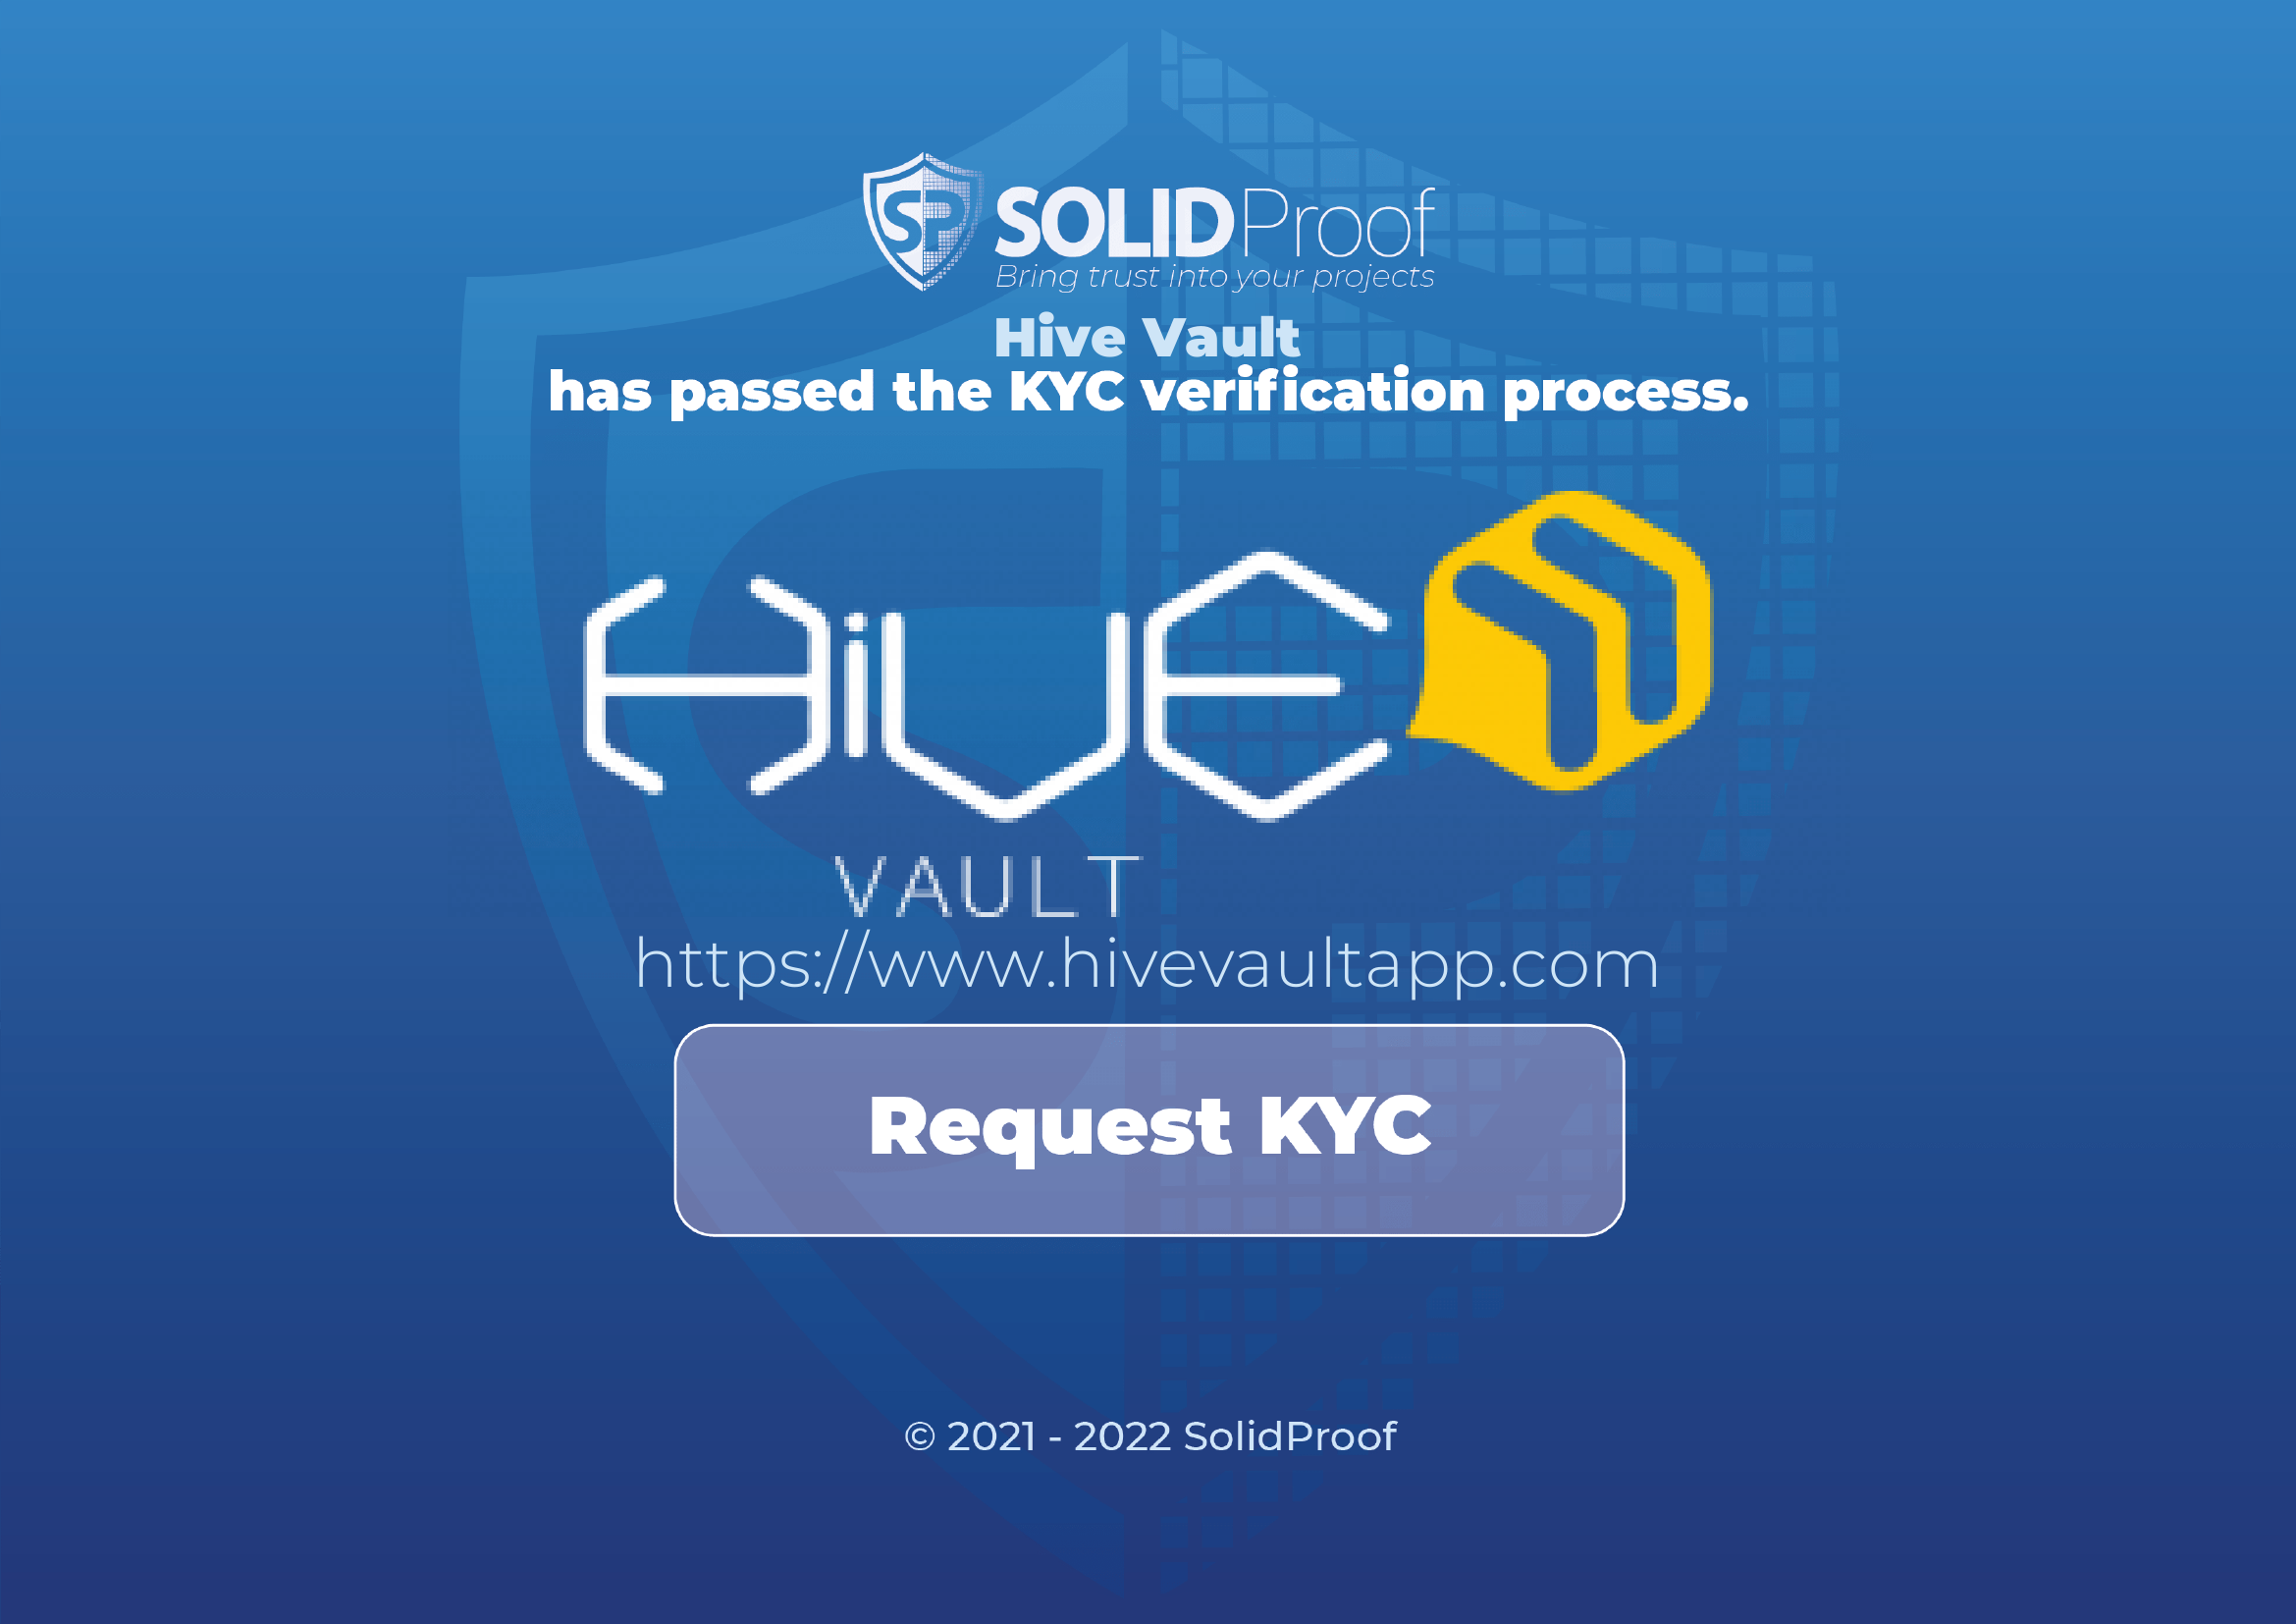 SP SOLIDProof
Bring trust into your projects
Hive Vault
has passed the KYC verification process.
HiVE
VAULT
https://www.hivevaultapp.com
Request KYC
© 2021 - 2022 SolidProof